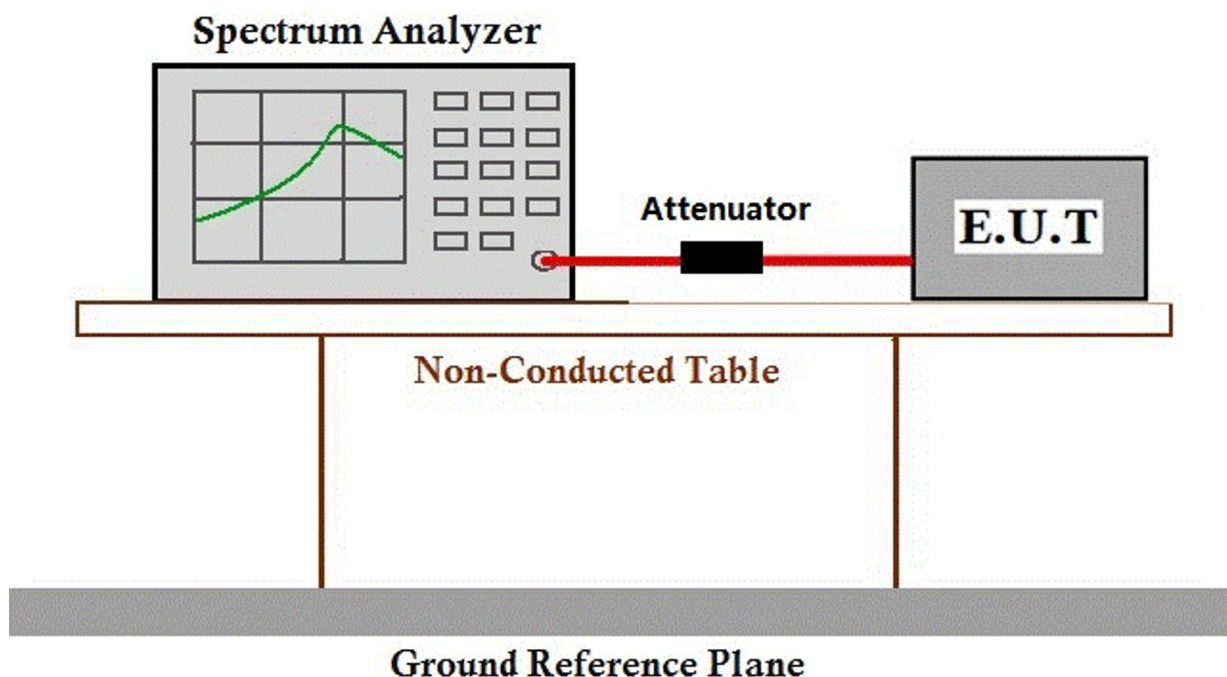 Spectrum Analyzer
Attenuator
E.U.T
Non-Conducted Table
Ground Reference Plane